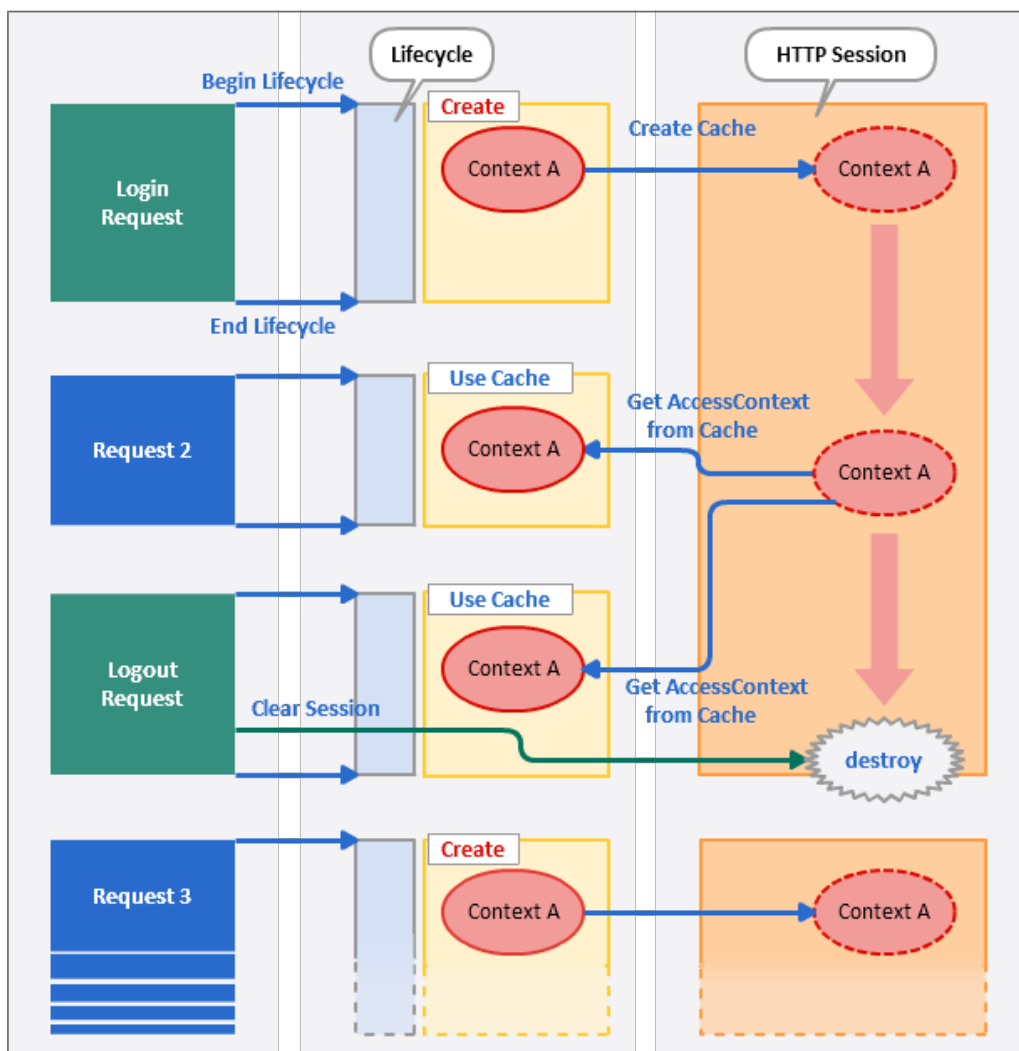 Lifecycle
HTTP Session
Begin Lifecycle
Create
Create Cache
Login
Request
Context A
Context A
End Lifecycle
Use Cache
Get AccessContext
from Cache
Request 2
Context A
Context A
Use Cache
Logout
Request
Context A
Get AccessContext
from Cache
Clear Session
destroy
Create
Request 3
Context A
Context A